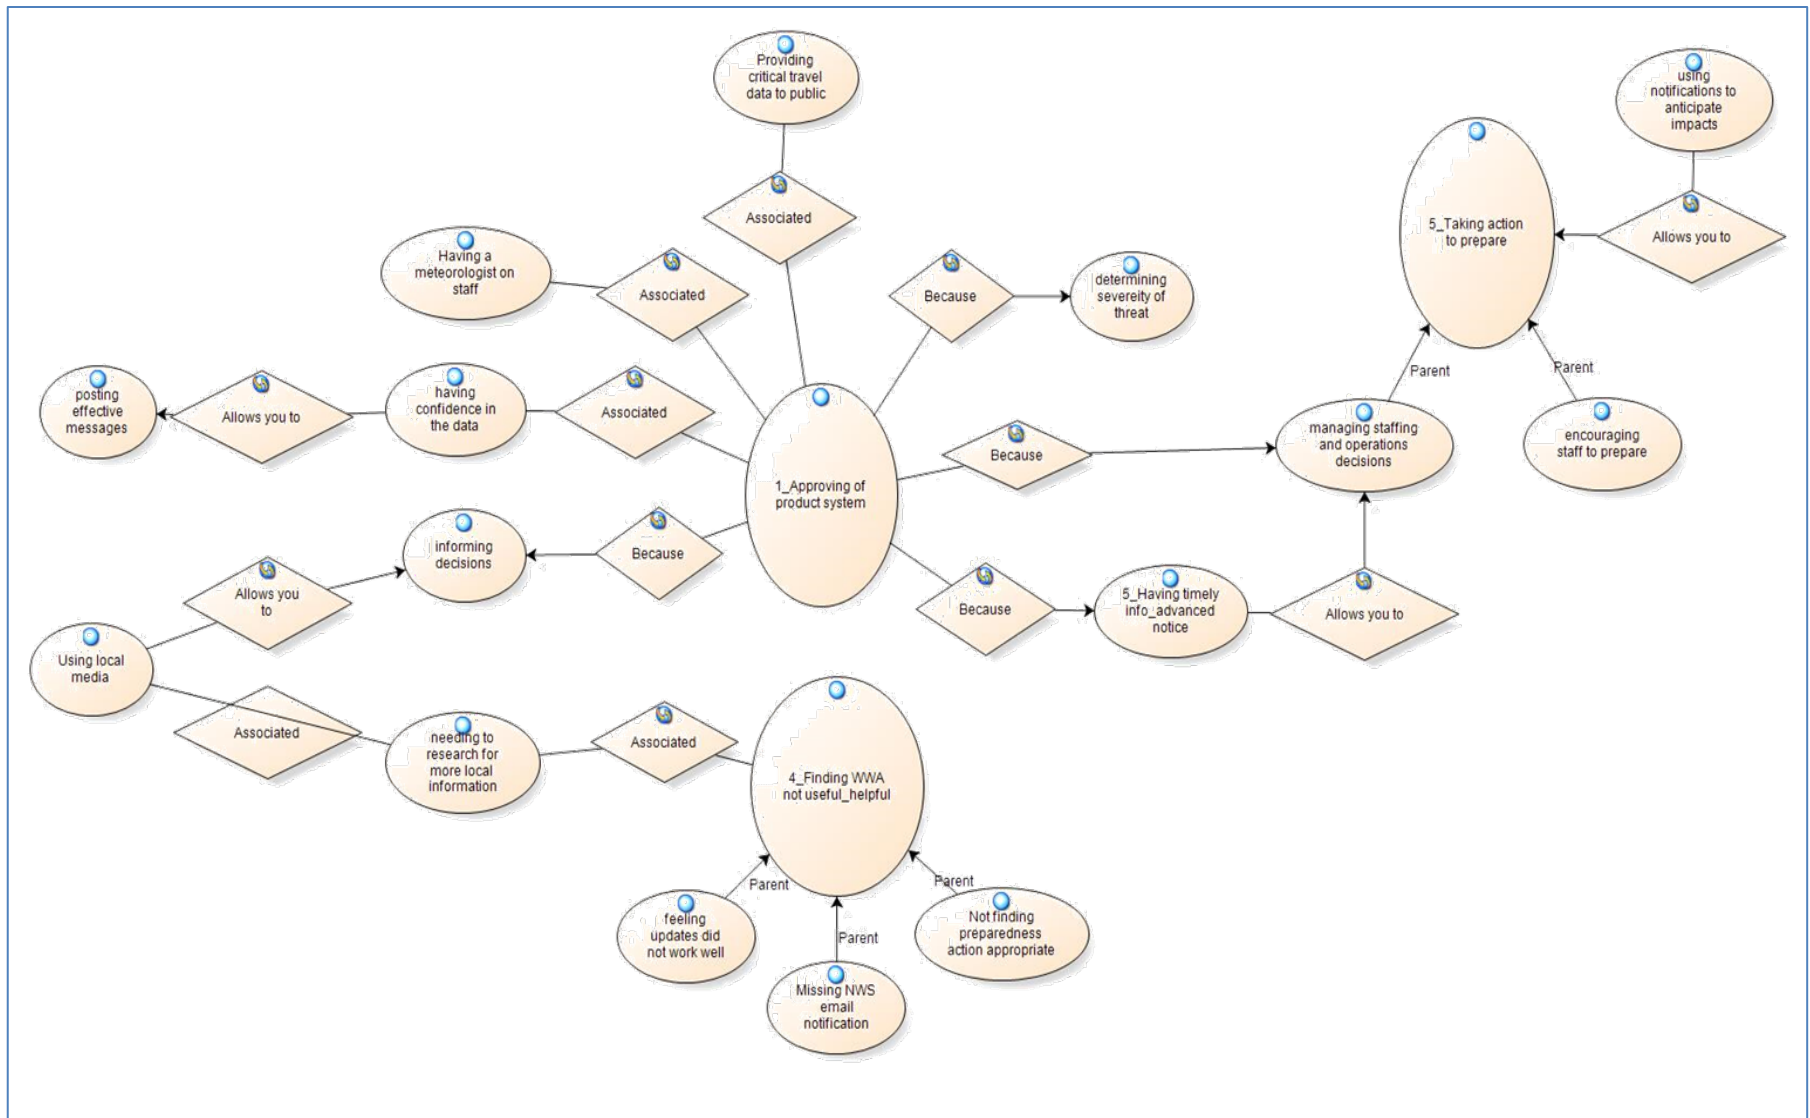 Providing
critical travel
data to public
using
notifications to
anticipate
impacts
Associated
5_Taking action
to prepare
Allows you to
Having a
meteorologist on
staff
Associated
Because
determining
severeity of
threat
Parent
Parent
posting
effective
messages
Allows you to
having
confidence in
the data
Associated
1_Approving of
product system
Because
managing staffing
and operations
decisions
encouraging
staff to prepare
informing
decisions
Because
Because
5_Having timely
info_advanced
notice
Allows you to
Allows you
to
Using local
media
Associated
needing to
research for
more local
information
Associated
4_Finding WWA
not useful_helpful
Parent
Parent
Parent
feeling
updates did
not work well
Missing NWS
email
notification
Not finding
preparedness
action appropriate